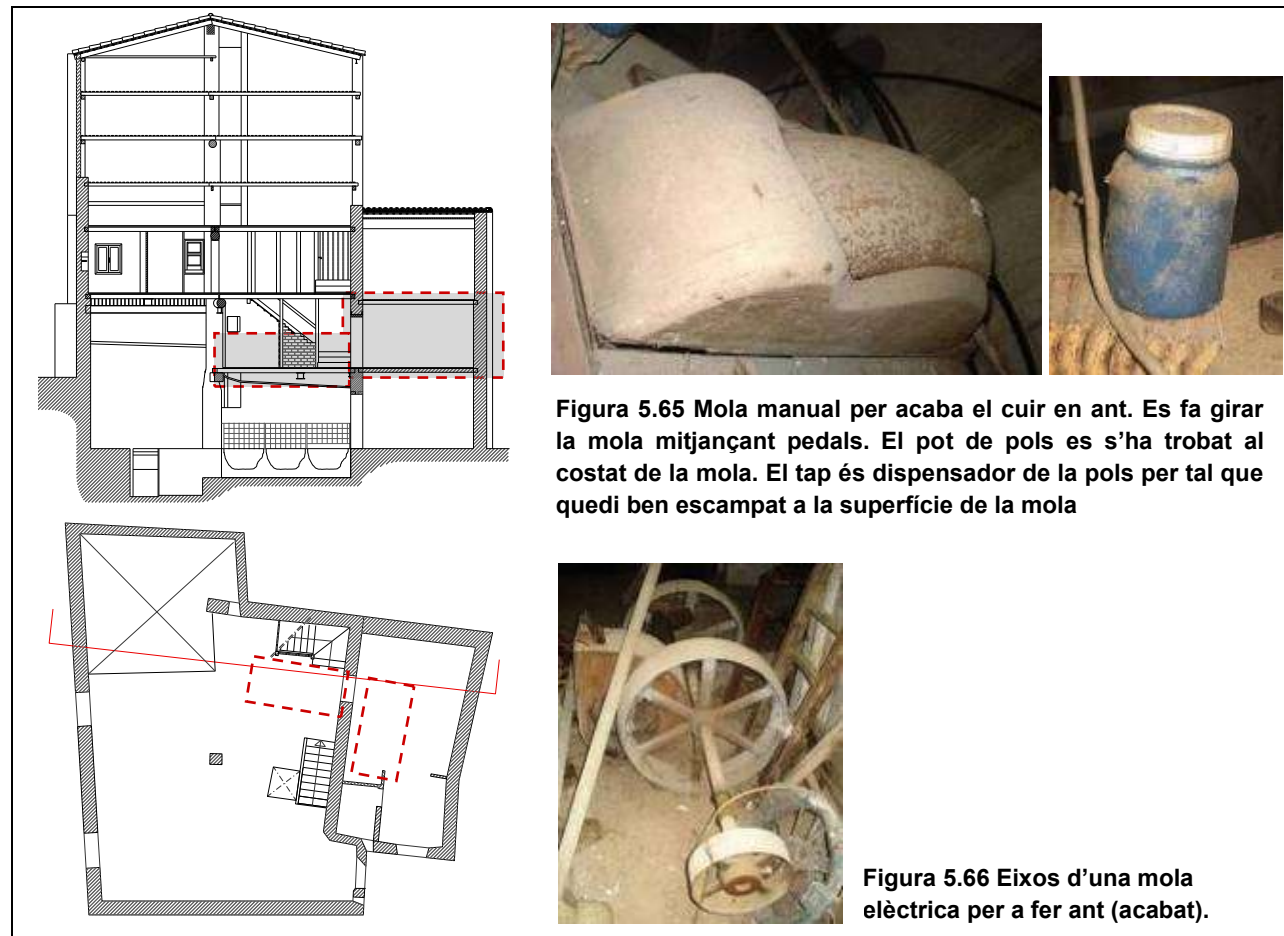 Figura 5.65 Mola manual per acaba el cuir en ant. Es fa girar
la mola mitjançant pedals. El pot de pols es s’ha trobat al
costat de la mola. El tap és dispensador de la pols per tal que
quedi ben escampat a la superfície de la mola
Figura 5.66 Eixos d’una mola
elèctrica per a fer ant (acabat).